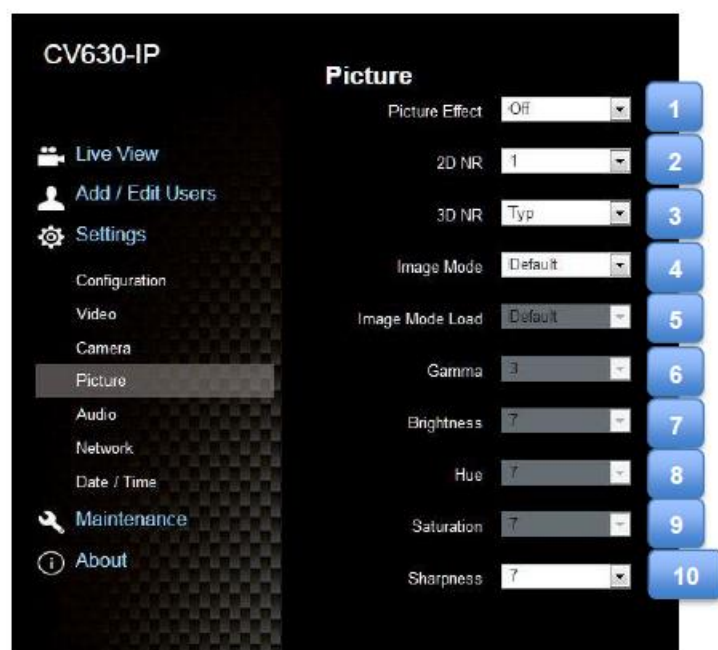 CV630-IP
Live View
Add / Edit Users
Settings
Configuration
Video
Camera
Picture
Audio
Network
Date / Time
Maintenance
About
Picture
Picture Effect Off 1
2D NR 1 2
3D NR Typ 3
Image Mode Default 4
Image Mode Load Default 5
Gamma 3 6
Brightness 7 7
Hue 7 8
Saturation 7 9
Sharpness 7 10